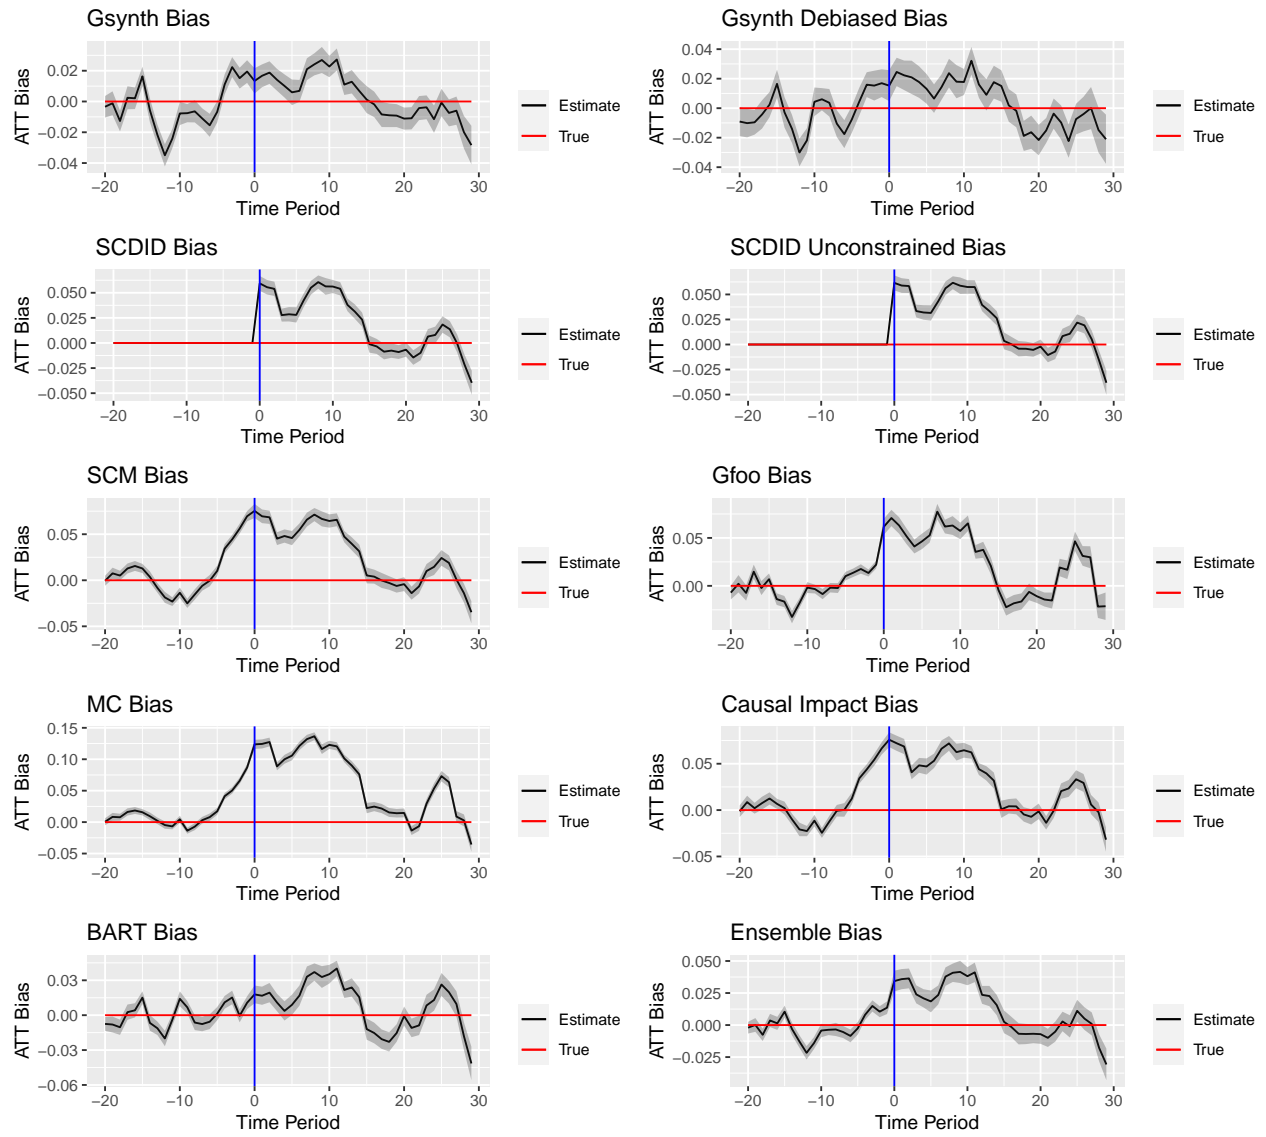 Gsynth Bias
ATT Bias
0.02
0.00
−0.02
−0.04
−20 −10 0 10 20 30
Time Period
Estimate
True
Gsynth Debiased Bias
ATT Bias
0.04
0.02
0.00
−0.02
−0.04
−20 −10 0 10 20 30
Time Period
Estimate
True
SCDID Bias
ATT Bias
0.050
0.025
0.000
−0.025
−0.050
−20 −10 0 10 20 30
Time Period
Estimate
True
SCDID Unconstrained Bias
ATT Bias
0.050
0.025
0.000
−0.025
−0.050
−20 −10 0 10 20 30
Time Period
Estimate
True
SCM Bias
ATT Bias
0.05
0.00
−0.05
−20 −10 0 10 20 30
Time Period
Estimate
True
Gfoo Bias
ATT Bias
0.05
0.00
−20 −10 0 10 20 30
Time Period
Estimate
True
MC Bias
ATT Bias
0.15
0.10
0.05
0.00
−0.05
−20 −10 0 10 20 30
Time Period
Estimate
True
Causal Impact Bias
ATT Bias
0.05
0.00
−0.05
−20 −10 0 10 20 30
Time Period
Estimate
True
BART Bias
ATT Bias
0.03
0.00
−0.03
−0.06
−20 −10 0 10 20 30
Time Period
Estimate
True
Ensemble Bias
ATT Bias
0.050
0.025
0.000
−0.025
−20 −10 0 10 20 30
Time Period
Estimate
True